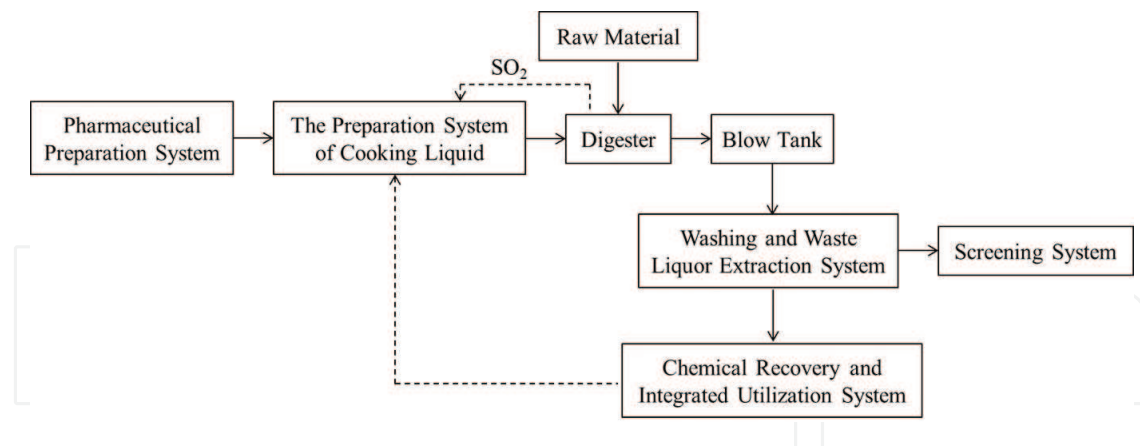 Raw Material
SO₂
Pharmaceutical
Preparation System
The Preparation System
of Cooking Liquid
Digester
Blow Tank
Washing and Waste
Liquor Extraction System
Screening System
Chemical Recovery and
Integrated Utilization System